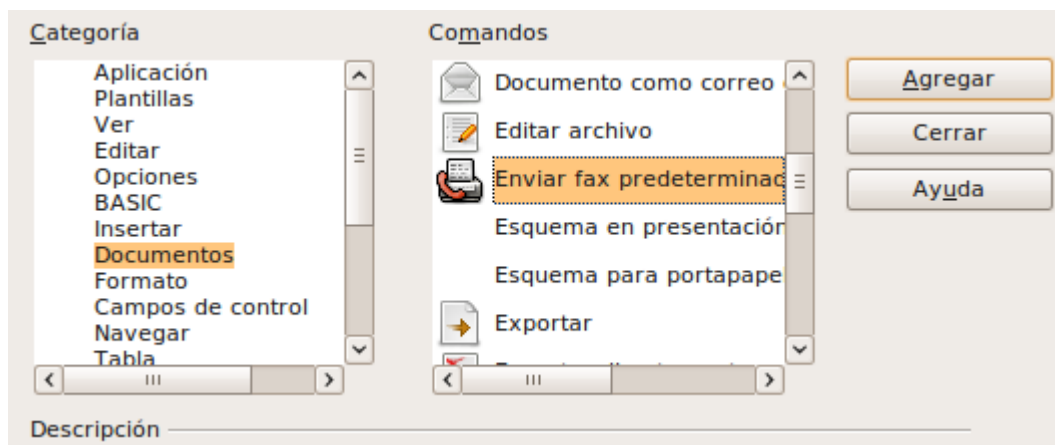 Categoría
Aplicación
Plantillas
Ver
Editar
Opciones
BASIC
Insertar
Documentos
Formato
Campos de control
Navegar
Tabla
Comandos
Documento como correo
Editar archivo
Enviar fax predeterminad
Esquema en presentación
Esquema para portapape
Exportar
Agregar
Cerrar
Ayuda
Descripción